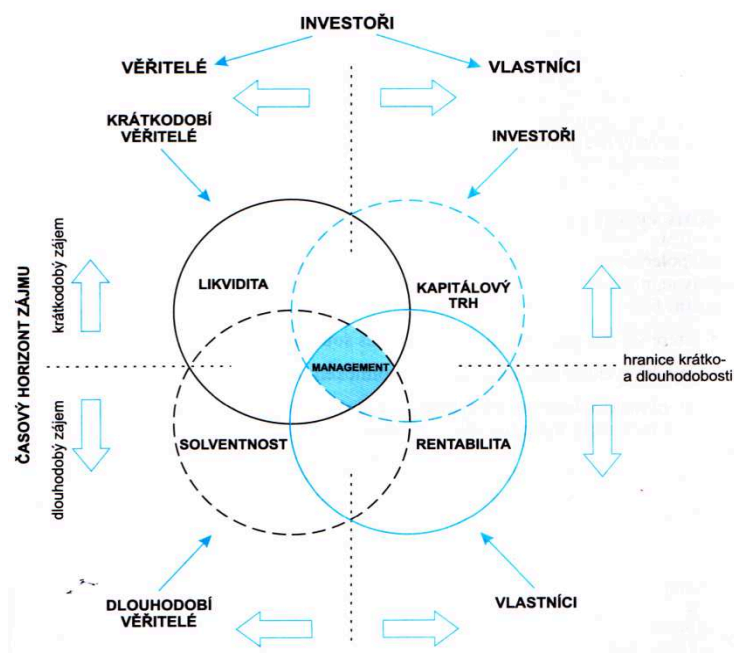 INVESTOŘI
VĚŘITELÉ
VLASTNÍCI
KRÁTKODOBÍ
VĚŘITELÉ
INVESTOŘI
ČASOVÝ HORIZONT ZÁJMU
krátkodobý zájem
dlouhodobý zájem
LIKVIDITA
KAPITÁLOVÝ
TRH
MANAGEMENT
hranice krátko-
a dlouhodobosti
SOLVENTNOST
RENTABILITA
DLOUHODOBÍ
VĚŘITELÉ
VLASTNÍCI